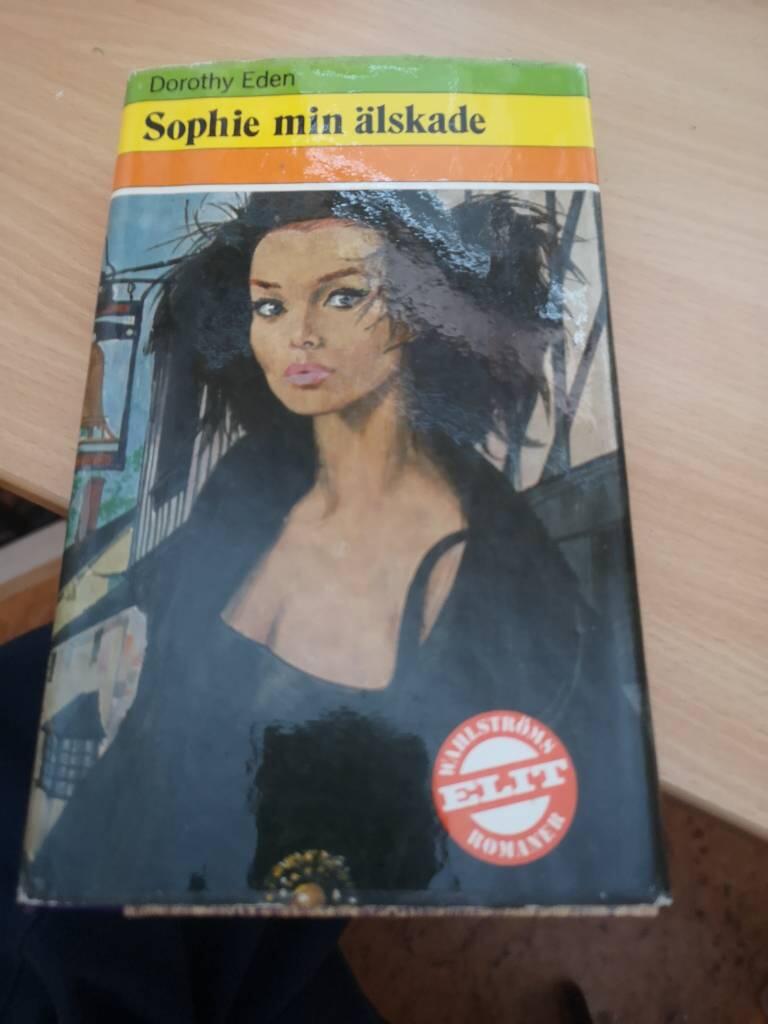 Dorothy Eden
Sophie min älskade
WAHLSTRÖMS
ELIT
ROMANER